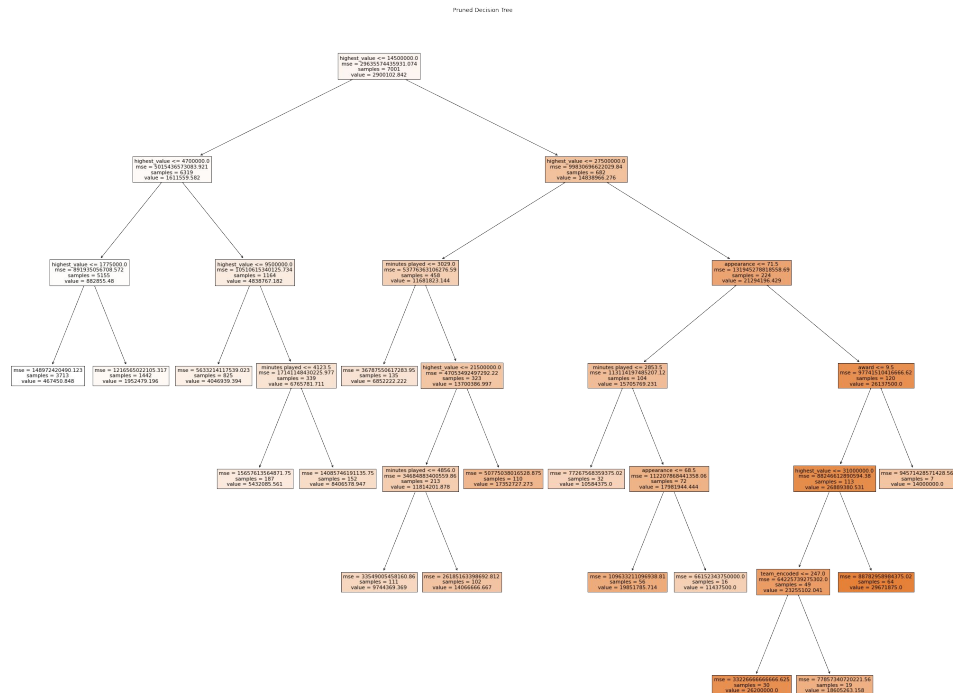 Pruned Decision Tree
highest_value <= 14500000.0
mse = 29635574435931.074
samples = 7001
value = 2900102.842
highest_value <= 4700000.0
mse = 5015436573083.921
samples = 6319
value = 1611559.582
highest_value <= 27500000.0
mse = 99830696622029.84
samples = 682
value = 14838966.276
highest_value <= 1775000.0
mse = 891935056708.572
samples = 5155
value = 882855.48
highest_value <= 9500000.0
mse = 10510615340125.734
samples = 1164
value = 4838767.182
minutes played <= 3029.0
mse = 53776363106276.59
samples = 458
value = 11681823.144
appearance <= 71.5
mse = 131945278818558.69
samples = 224
value = 21294196.429
mse = 148972420490.123
samples = 3713
value = 467450.848
mse = 1216565022105.317
samples = 1442
value = 1952479.196
mse = 5633214117539.023
samples = 825
value = 4046939.394
minutes played <= 4123.5
mse = 17141148430225.977
samples = 339
value = 6765781.711
mse = 36787550617283.95
samples = 135
value = 6852222.222
highest_value <= 21500000.0
mse = 47053492497292.22
samples = 323
value = 13700386.997
minutes played <= 2853.5
mse = 113114197485207.12
samples = 104
value = 15705769.231
award <= 9.5
mse = 97741510416666.62
samples = 120
value = 26137500.0
mse = 15657613564871.75
samples = 187
value = 5432085.561
mse = 14085746191135.75
samples = 152
value = 8406578.947
minutes played <= 4856.0
mse = 34684883400559.86
samples = 213
value = 11814201.878
mse = 50775038016528.875
samples = 110
value = 17352727.273
mse = 77267568359375.02
samples = 32
value = 10584375.0
appearance <= 68.5
mse = 112207868441358.06
samples = 72
value = 17981944.444
highest_value <= 31000000.0
mse = 88246612890594.38
samples = 113
value = 26889380.531
mse = 94571428571428.56
samples = 7
value = 14000000.0
mse = 33549005458160.86
samples = 111
value = 9744369.369
mse = 26185163398692.812
samples = 102
value = 14066666.667
mse = 109633211096938.81
samples = 56
value = 19851785.714
mse = 66152343750000.0
samples = 16
value = 11437500.0
team_encoded <= 247.0
mse = 64225739275302.0
samples = 49
value = 23255102.041
mse = 88782958984375.02
samples = 64
value = 29671875.0
mse = 33226666666666.625
samples = 30
value = 26200000.0
mse = 77857340720221.56
samples = 19
value = 18605263.158